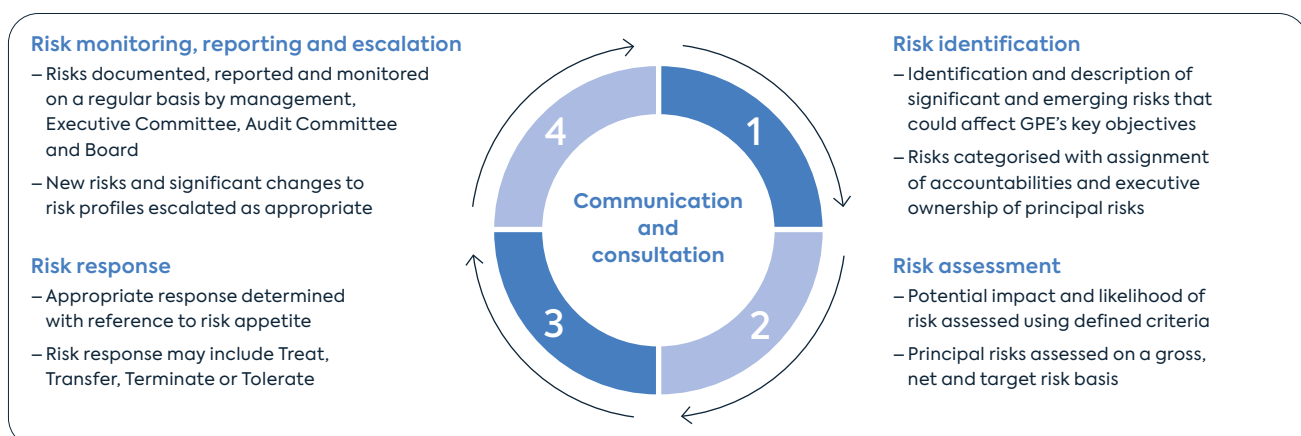 Risk monitoring, reporting and escalation
– Risks documented, reported and monitored
on a regular basis by management,
Executive Committee, Audit Committee
and Board
– New risks and significant changes to
risk profiles escalated as appropriate
Risk response
– Appropriate response determined
with reference to risk appetite
– Risk response may include Treat,
Transfer, Terminate or Tolerate
4
1
Communication
and
consultation
3
2
Risk identification
– Identification and description of
significant and emerging risks that
could affect GPE’s key objectives
– Risks categorised with assignment
of accountabilities and executive
ownership of principal risks
Risk assessment
– Potential impact and likelihood of
risk assessed using defined criteria
– Principal risks assessed on a gross,
net and target risk basis